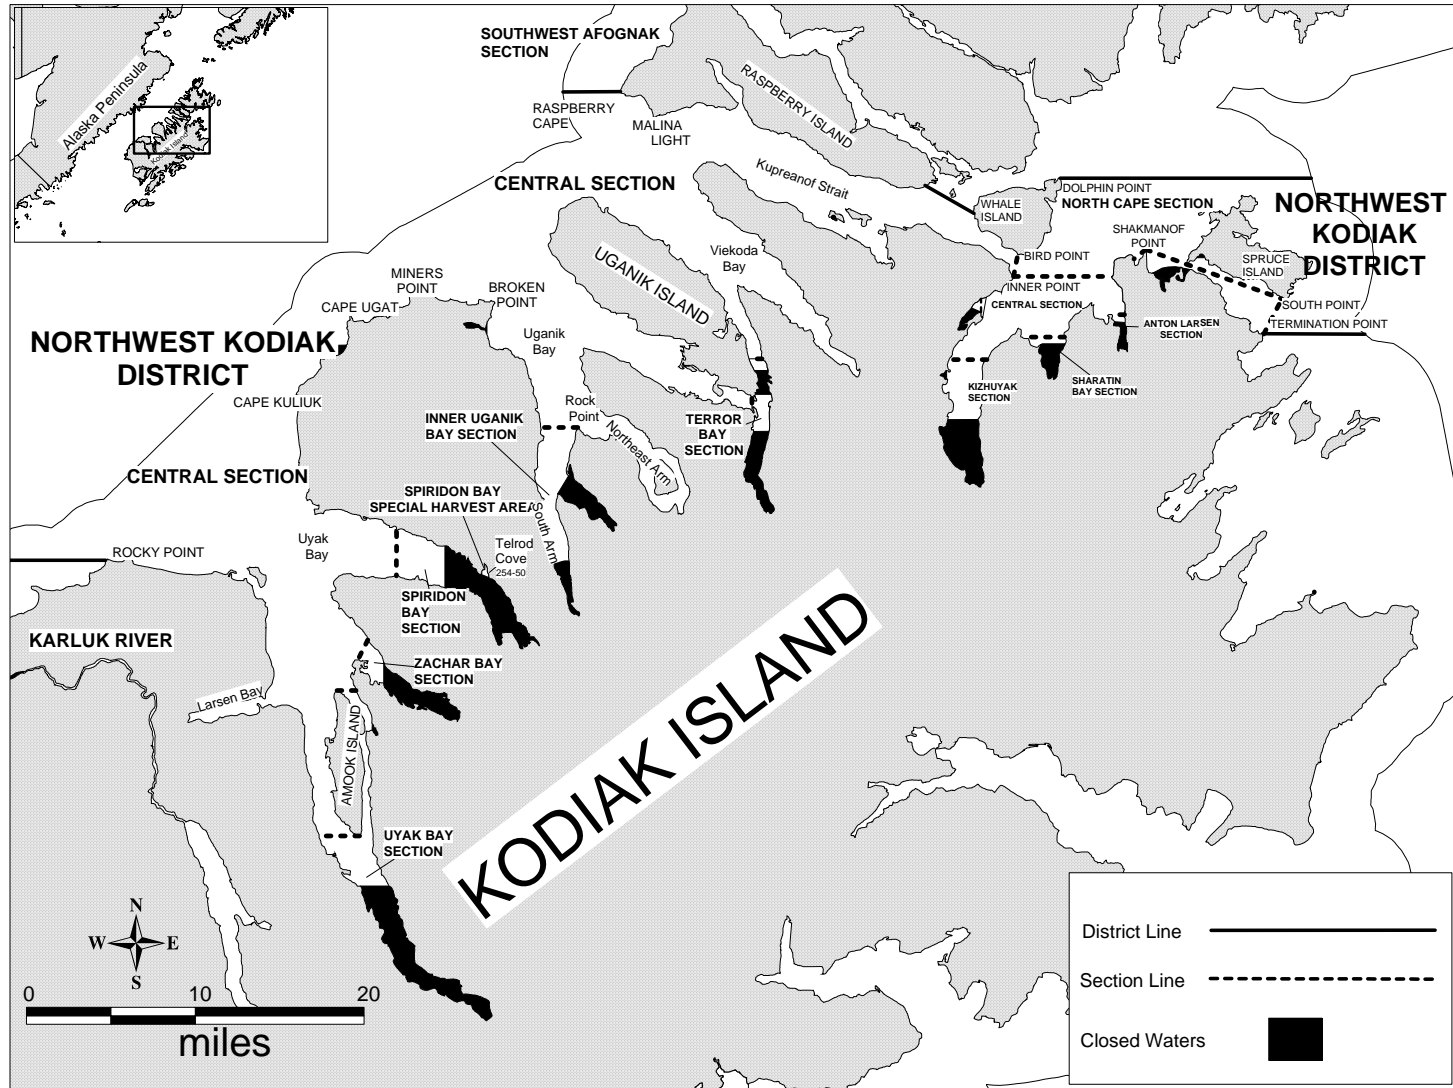 Alaska Peninsula
Kodiak Island
SOUTHWEST AFOGNAK
SECTION
RASPBERRY
CAPE
MALINA
LIGHT
RASPBERRY ISLAND
CENTRAL SECTION
Kupreanof Strait
WHALE
ISLAND
DOLPHIN POINT
NORTH CAPE SECTION
NORTHWEST
KODIAK
DISTRICT
SHAKMANOF
POINT
SPRUCE
ISLAND
BIRD POINT
INNER POINT
CENTRAL SECTION
SOUTH POINT
TERMINATION POINT
ANTON LARSEN
SECTION
SHARATIN
BAY SECTION
KIZHUYAK
SECTION
Viekoda
Bay
UGANIK ISLAND
MINERS
POINT
BROKEN
POINT
CAPE UGAT
Uganik
Bay
NORTHWEST KODIAK
DISTRICT
CAPE KULIUK
Rock
Point
INNER UGANIK
BAY SECTION
Northeast Arm
TERROR
BAY
SECTION
CENTRAL SECTION
SPIRIDON BAY
SPECIAL HARVEST AREA
South Arm
Telrod
Cove
254-50
Uyak
Bay
ROCKY POINT
SPIRIDON
BAY
SECTION
KARLUK RIVER
ZACHAR BAY
SECTION
Larsen Bay
AMOOK ISLAND
UYAK BAY
SECTION
KODIAK ISLAND
N
W
E
S
0 10 20
miles
District Line
Section Line
Closed Waters